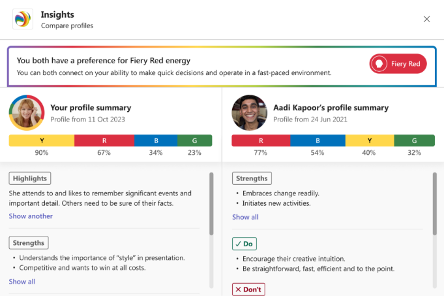 Insights
Compare profiles
You both have a preference for Fiery Red energy
You can both connect on your ability to make quick decisions and operate in a fast-paced environment.
Fiery Red
Your profile summary
Profile from 11 Oct 2023
Y R B G
90% 67% 34% 23%
Highlights
She attends to and likes to remember significant events and
important detail. Others need to be sure of their facts.
Show another
Strengths
• Understands the importance of "style" in presentation.
• Competitive and wants to win at all costs.
Show all
Aadi Kapoor's profile summary
Profile from 24 Jun 2021
R B Y G
77% 54% 40% 32%
Strengths
• Embraces change readily.
• Initiates new activities.
Show all
Do
• Encourage their creative intuition.
• Be straightforward, fast, efficient and to the point.
Don't